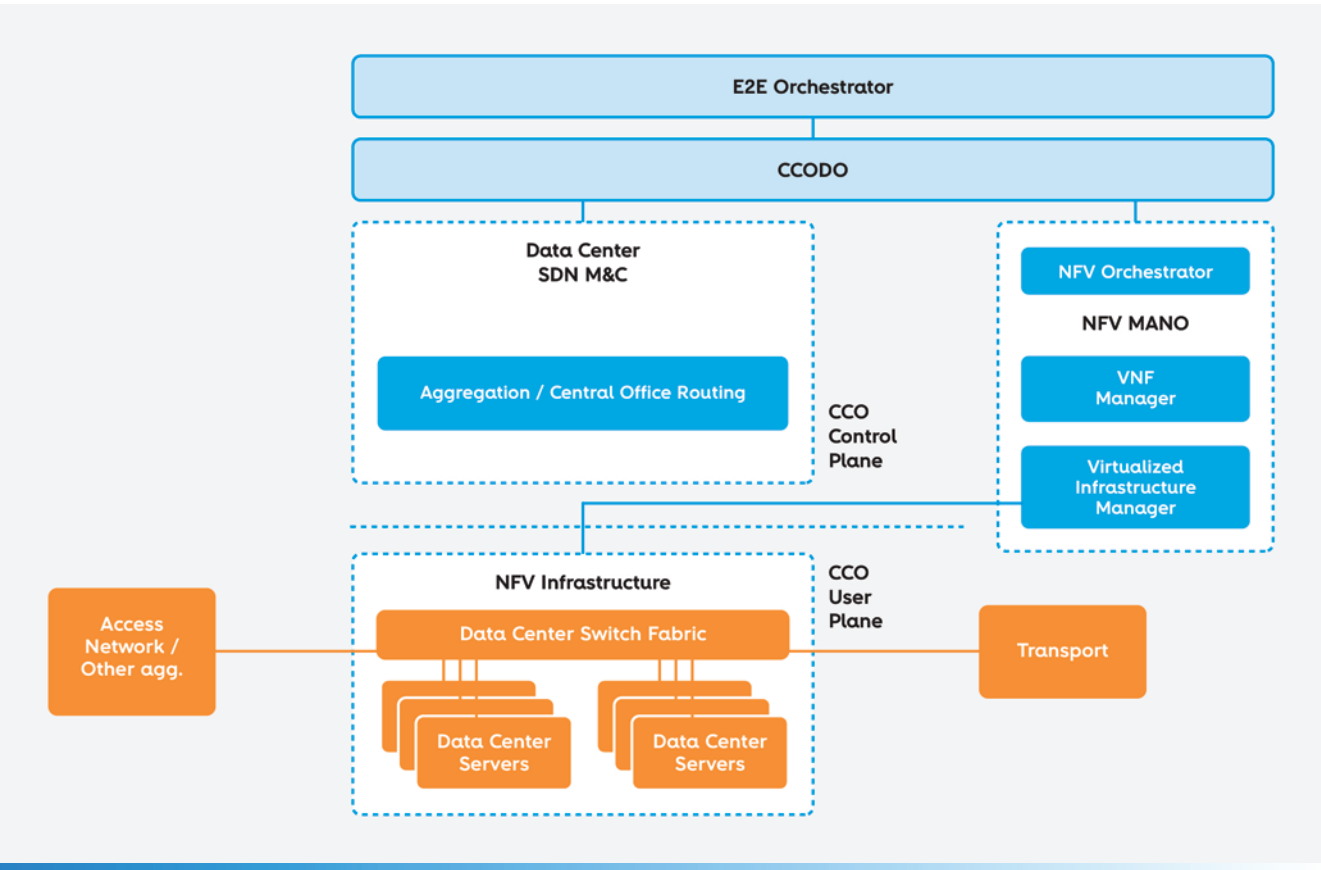 E2E Orchestrator
CCODO
Data Center
SDN M&C
Aggregation / Central Office Routing
CCO
Control
Plane
NFV Orchestrator
NFV MANO
VNF
Manager
Virtualized
Infrastructure
Manager
NFV Infrastructure
CCO
User
Plane
Access
Network /
Other agg.
Data Center Switch Fabric
Transport
Data Center
Servers
Data Center
Servers